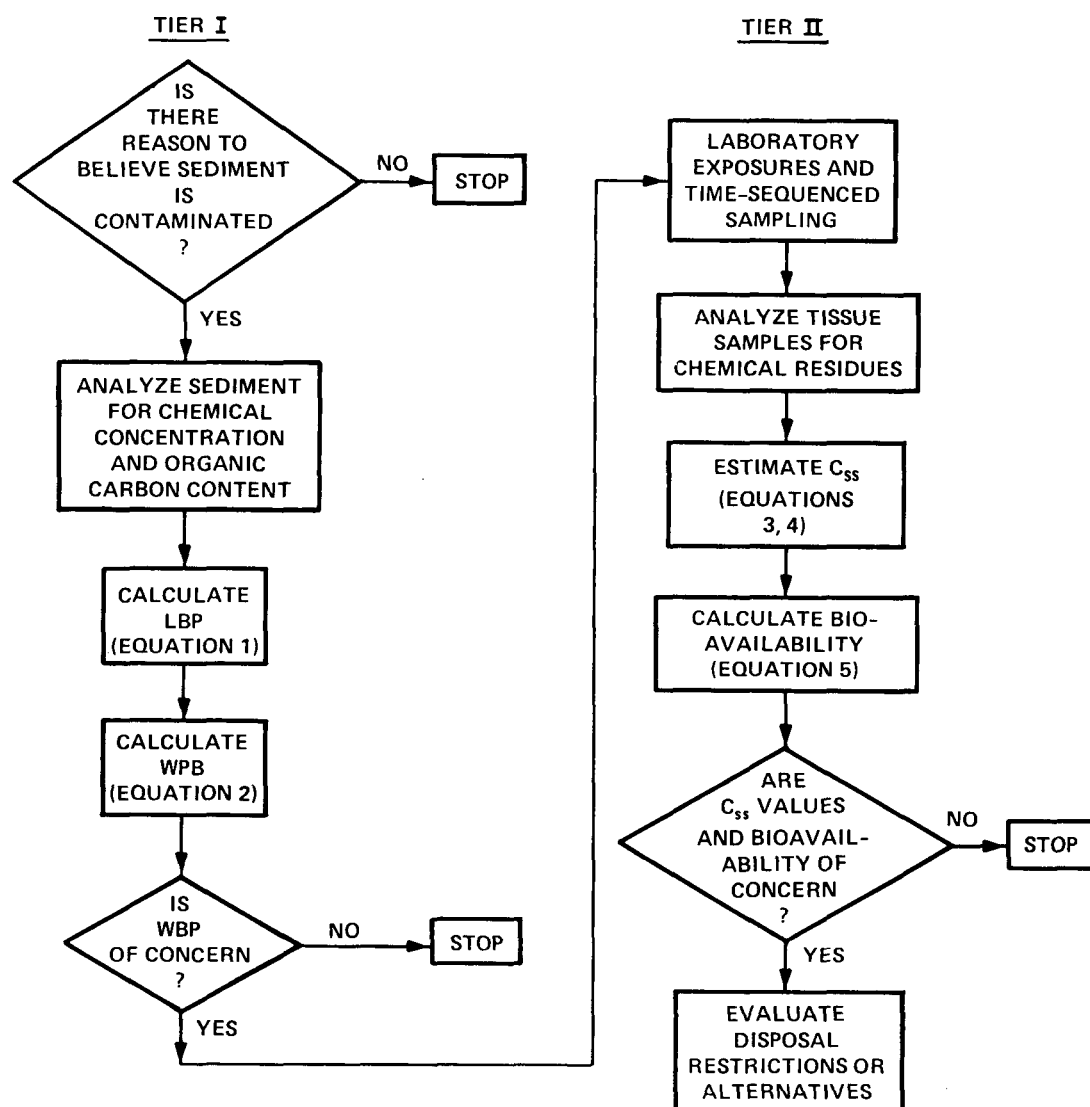 TIER I
IS
THERE
REASON TO
BELIEVE SEDIMENT
IS
CONTAMINATED
?
NO
STOP
YES
ANALYZE SEDIMENT
FOR CHEMICAL
CONCENTRATION
AND ORGANIC
CARBON CONTENT
CALCULATE
LBP
(EQUATION 1)
CALCULATE
WPB
(EQUATION 2)
IS
WBP
OF CONCERN
?
NO
STOP
YES
TIER II
LABORATORY
EXPOSURES AND
TIME-SEQUENCED
SAMPLING
ANALYZE TISSUE
SAMPLES FOR
CHEMICAL RESIDUES
ESTIMATE Css
(EQUATIONS
3, 4)
CALCULATE BIO-
AVAILABILITY
(EQUATION 5)
ARE
Css VALUES
AND BIOAVAIL-
ABILITY OF
CONCERN
?
NO
STOP
YES
EVALUATE
DISPOSAL
RESTRICTIONS OR
ALTERNATIVES